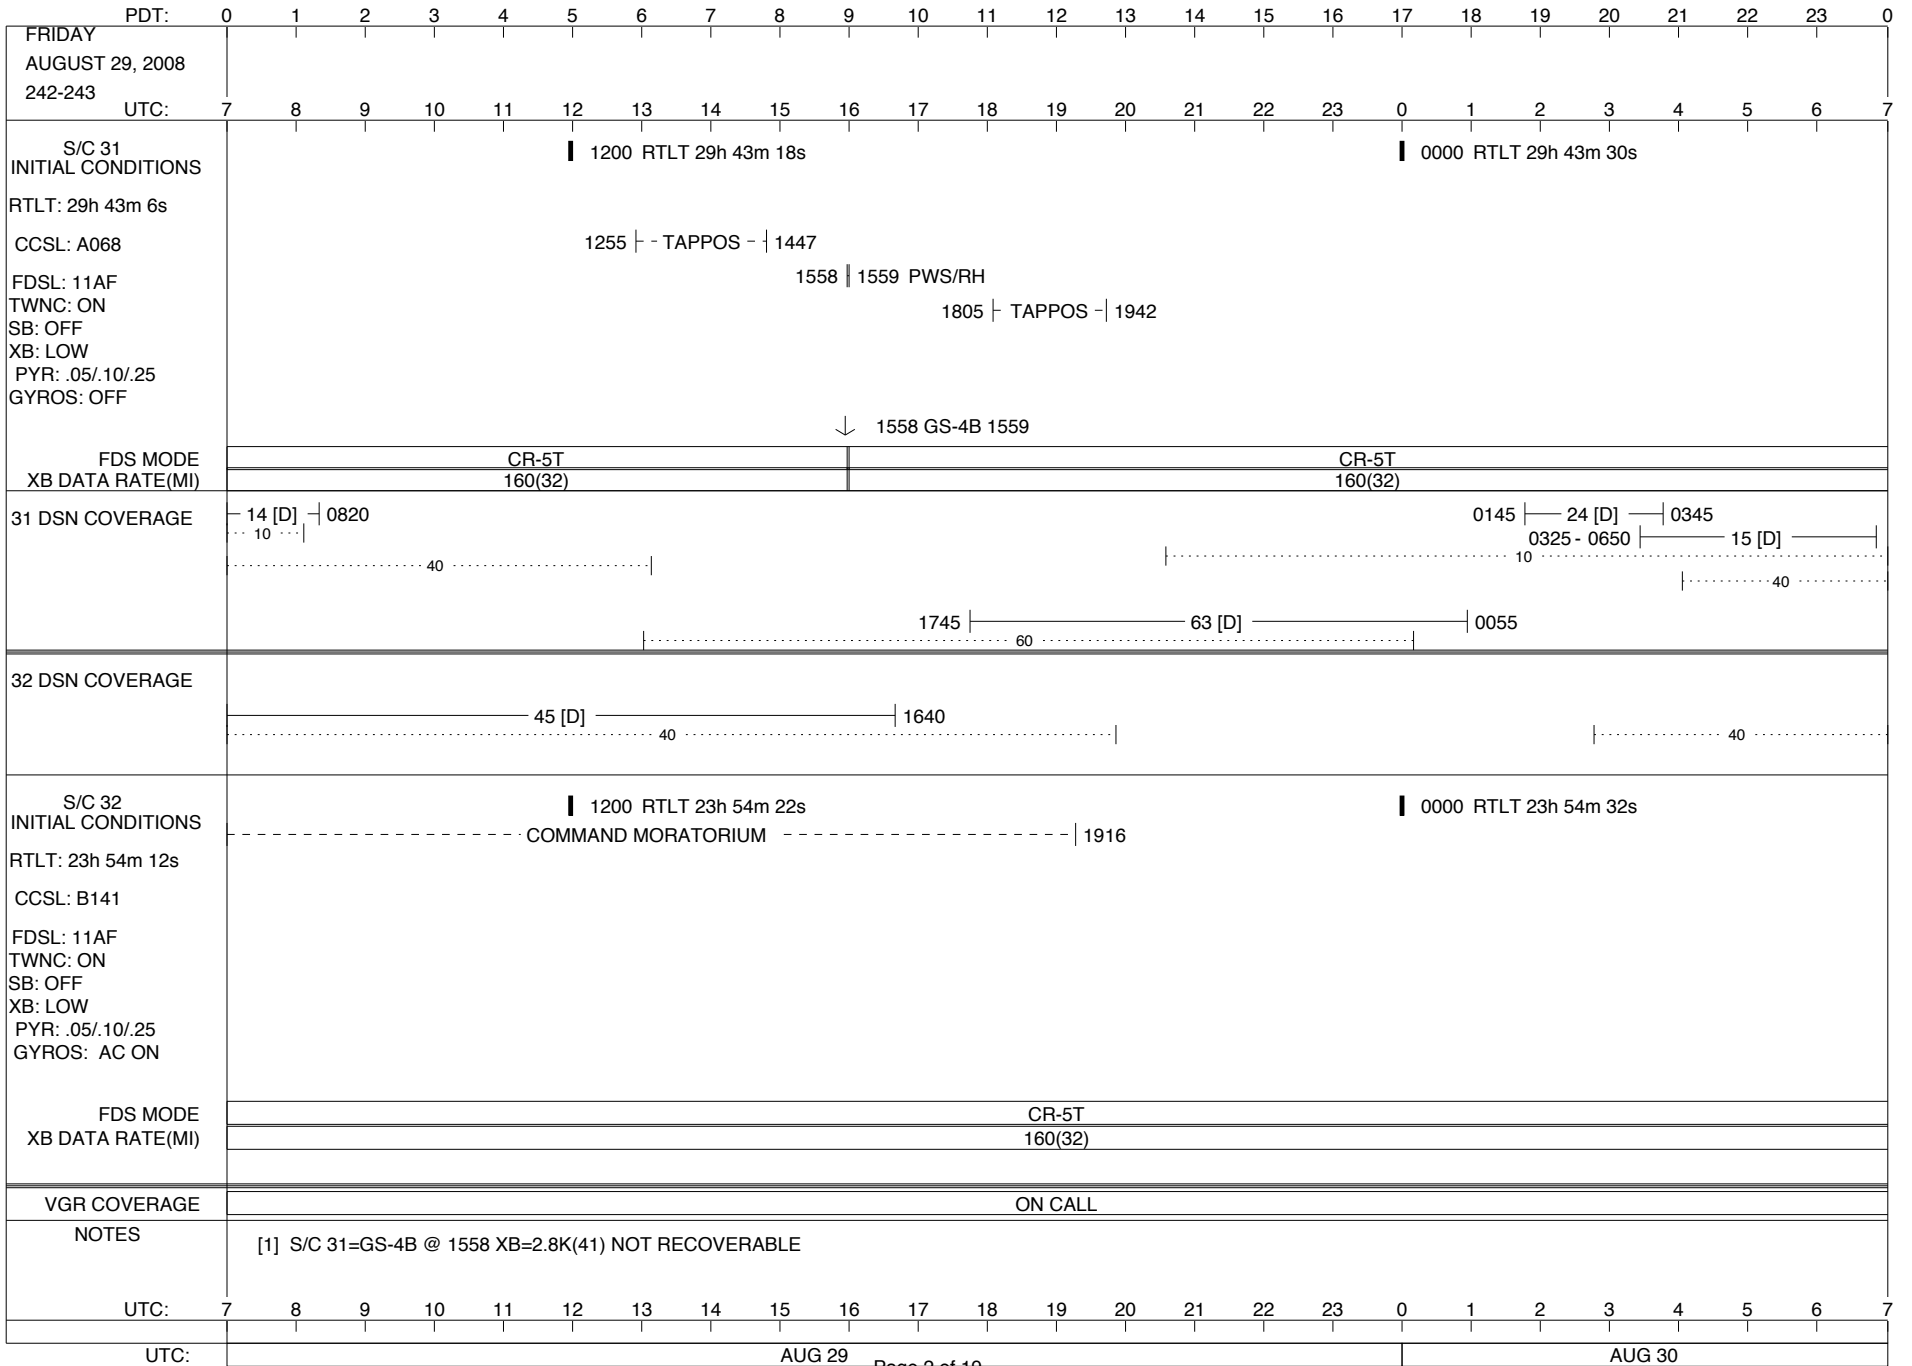 PDT: 0 1 2 3 4 5 6 7 8 9 10 11 12 13 14 15 16 17 18 19 20 21 22 23 0
FRIDAY
AUGUST 29, 2008
242-243
UTC: 7 8 9 10 11 12 13 14 15 16 17 18 19 20 21 22 23 0 1 2 3 4 5 6 7
S/C 31
INITIAL CONDITIONS
1200 RTLT 29h 43m 18s
0000 RTLT 29h 43m 30s
RTLT: 29h 43m 6s
CCSL: A068
1255 TAPPOS 1447
FDSL: 11AF
1558 1559 PWS/RH
TWNC: ON
1805 TAPPOS 1942
SB: OFF
XB: LOW
PYR: .05/.10/.25
GYROS: OFF
1558 GS-4B 1559
FDS MODE CR-5T CR-5T
XB DATA RATE(MI) 160(32) 160(32)
31 DSN COVERAGE
14 [D] 0820
0145 24 [D] 0345
10
0325 - 0650 15 [D]
10
40
40
1745 63 [D] 0055
60
32 DSN COVERAGE
45 [D] 1640
40
40
S/C 32
INITIAL CONDITIONS
1200 RTLT 23h 54m 22s
0000 RTLT 23h 54m 32s
COMMAND MORATORIUM 1916
RTLT: 23h 54m 12s
CCSL: B141
FDSL: 11AF
TWNC: ON
SB: OFF
XB: LOW
PYR: .05/.10/.25
GYROS: AC ON
FDS MODE CR-5T
XB DATA RATE(MI) 160(32)
VGR COVERAGE ON CALL
NOTES
[1] S/C 31=GS-4B @ 1558 XB=2.8K(41) NOT RECOVERABLE
UTC: 7 8 9 10 11 12 13 14 15 16 17 18 19 20 21 22 23 0 1 2 3 4 5 6 7
UTC: AUG 29 AUG 30
Page 2 of 19